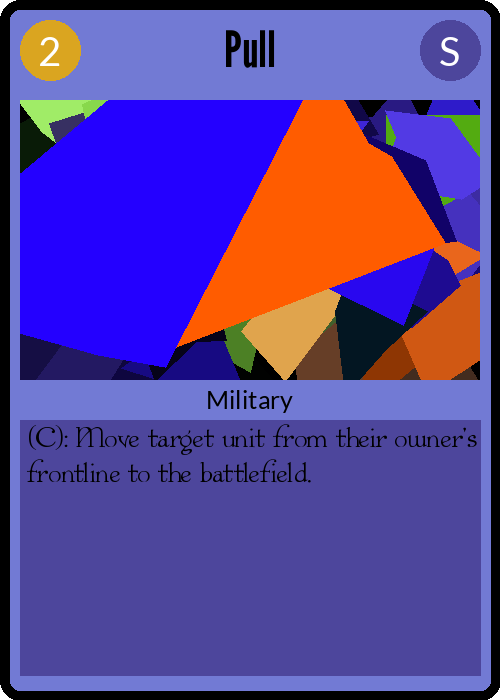 2 Pull S
Military
(C): Move target unit from their owner's
frontline to the battlefield.